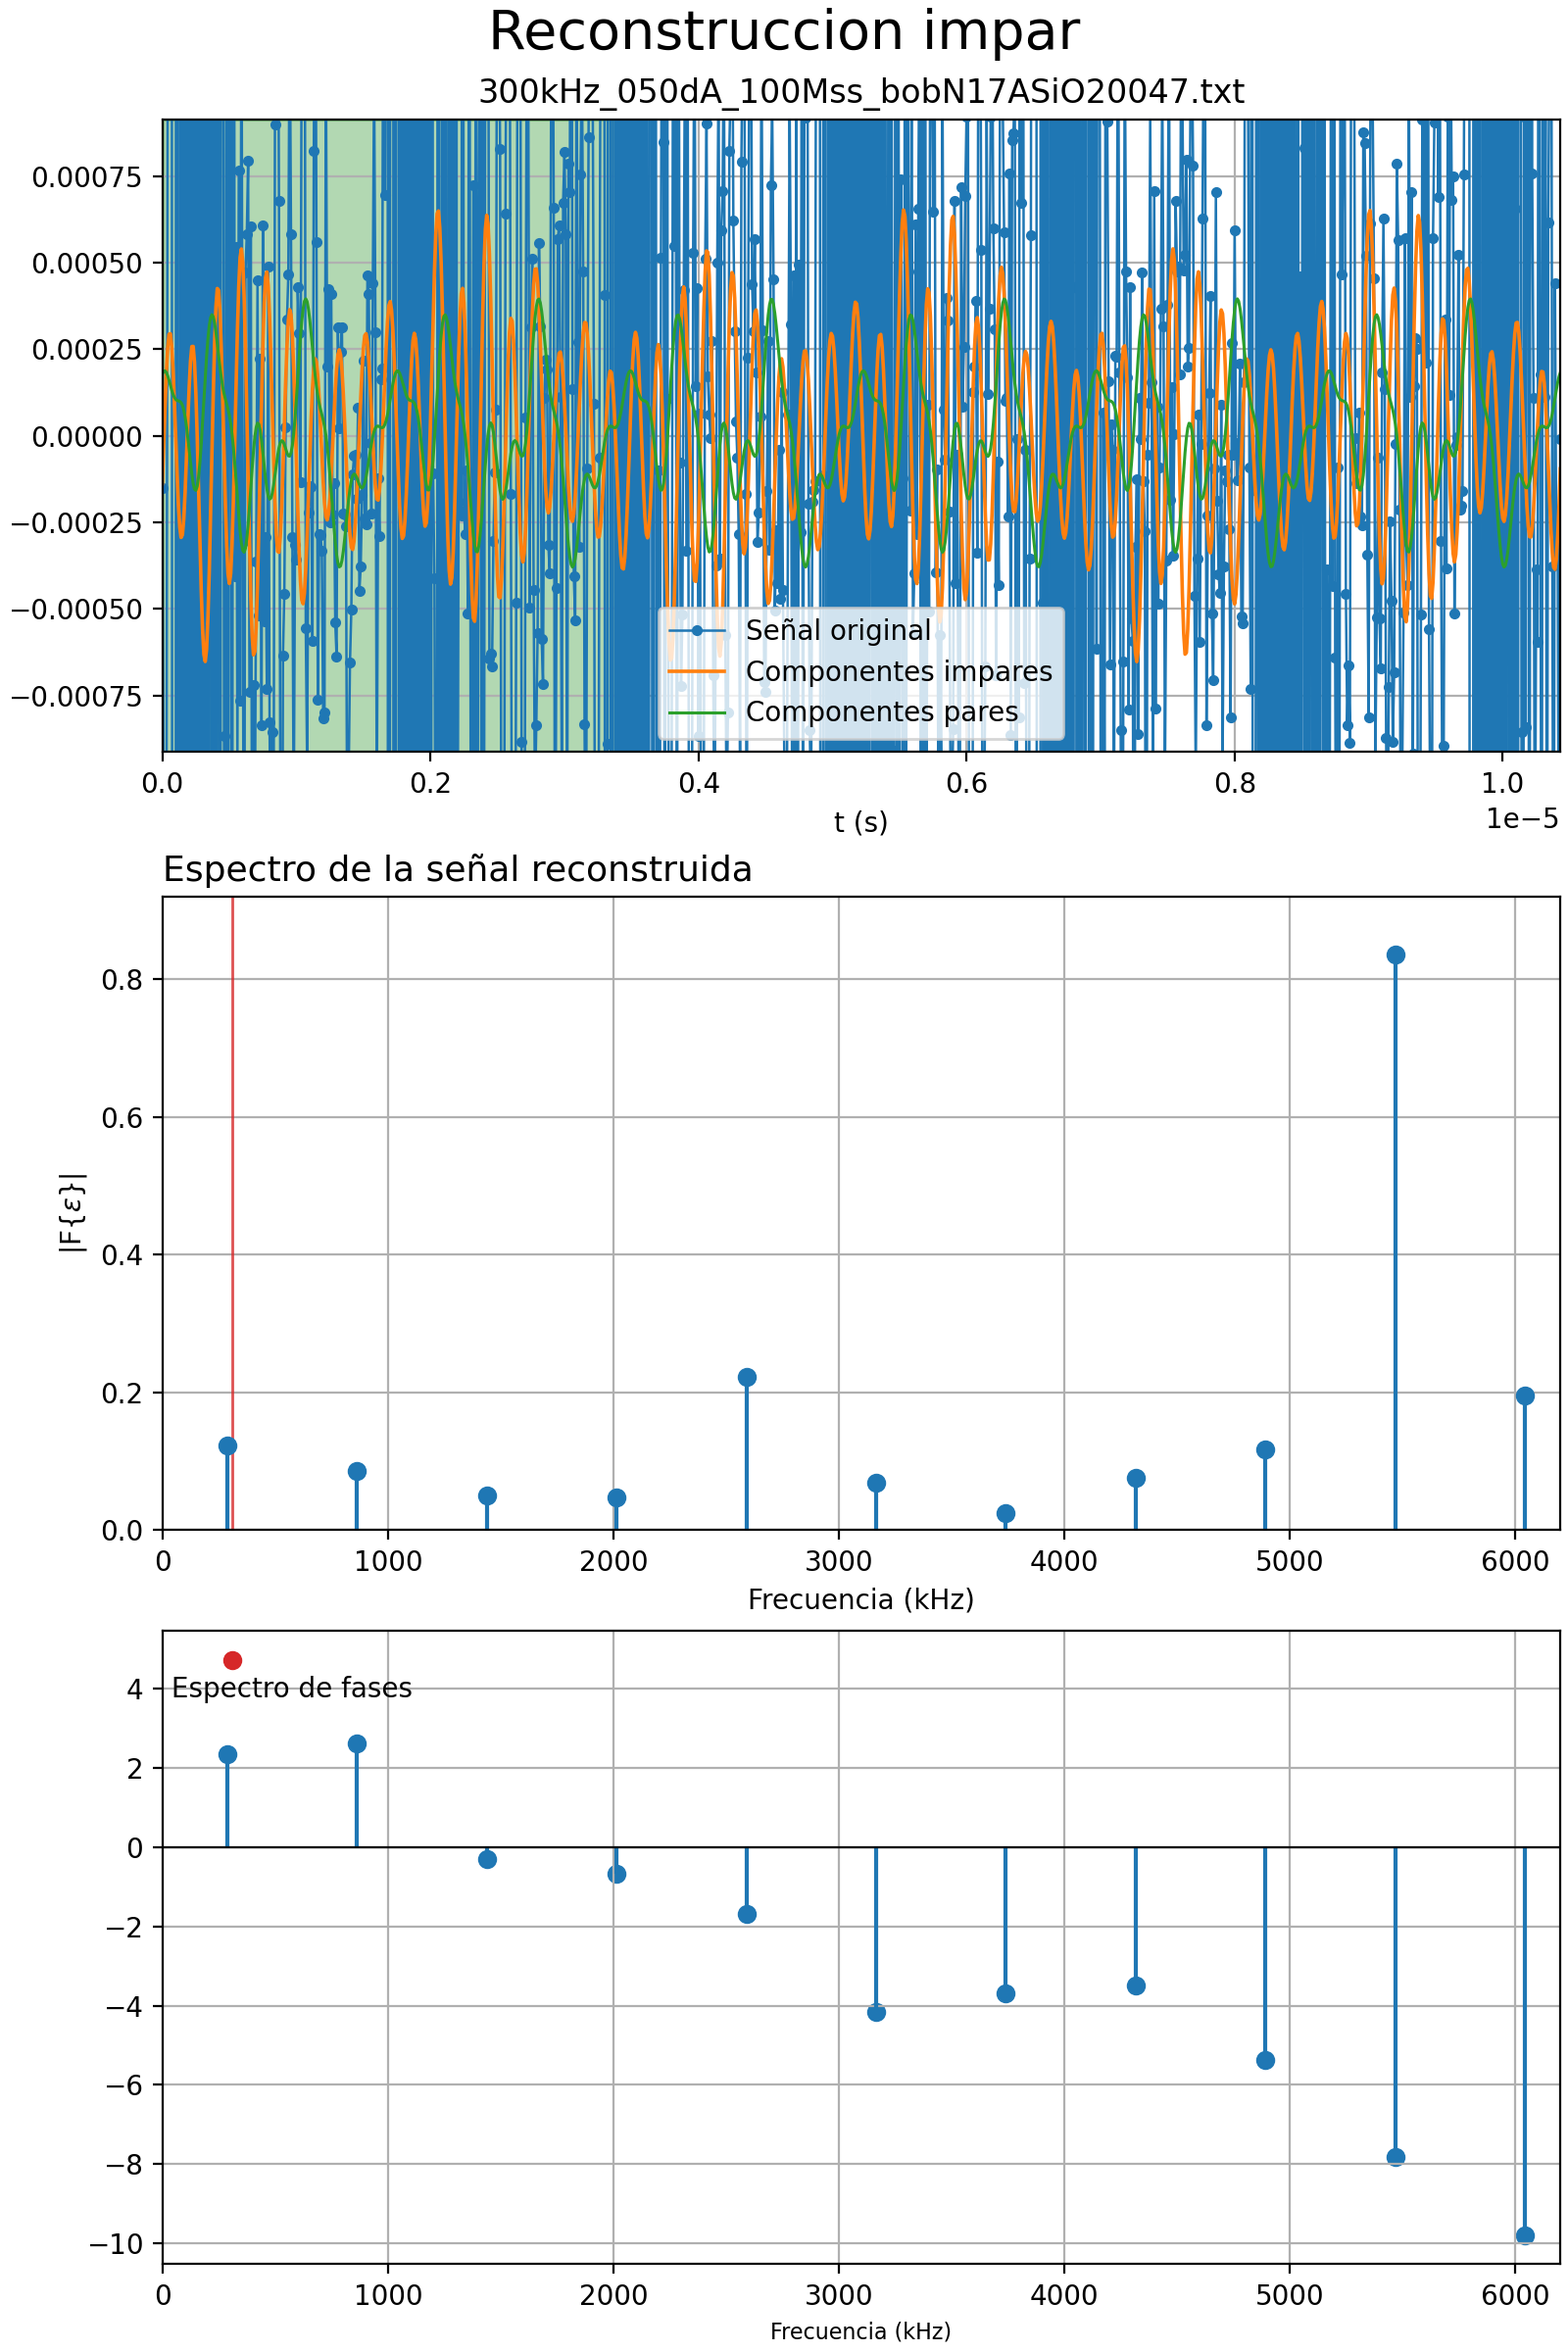 Reconstruccion impar
300kHz_050dA_100Mss_bobN17ASiO20047.txt
0.00075
0.00050
0.00025
0.00000
−0.00025
−0.00050
−0.00075
Señal original
Componentes impares
Componentes pares
0.0 0.2 0.4 0.6 0.8 1.0
1e−5
t (s)
Espectro de la señal reconstruida
0.8
0.6
0.4
0.2
0.0
|F{ε}|
0 1000 2000 3000 4000 5000 6000
Frecuencia (kHz)
Espectro de fases
4
2
0
−2
−4
−6
−8
−10
0 1000 2000 3000 4000 5000 6000
Frecuencia (kHz)